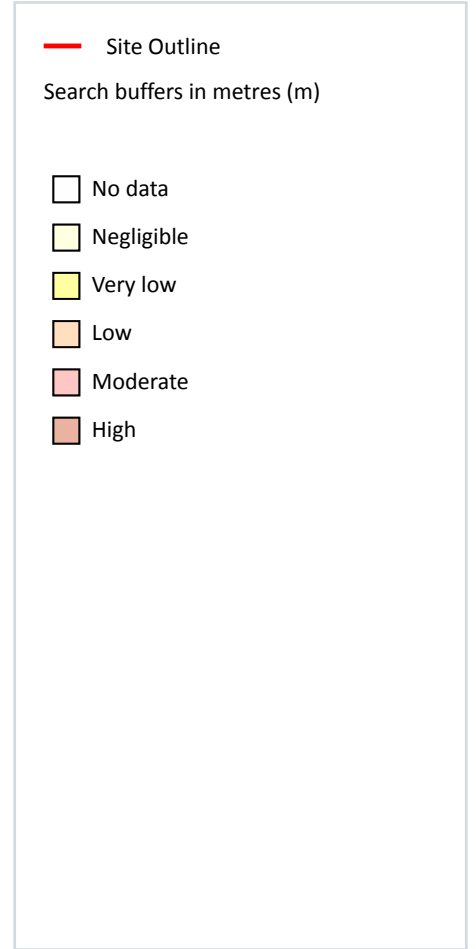 Site Outline
Search buffers in metres (m)
No data
Negligible
Very low
Low
Moderate
High